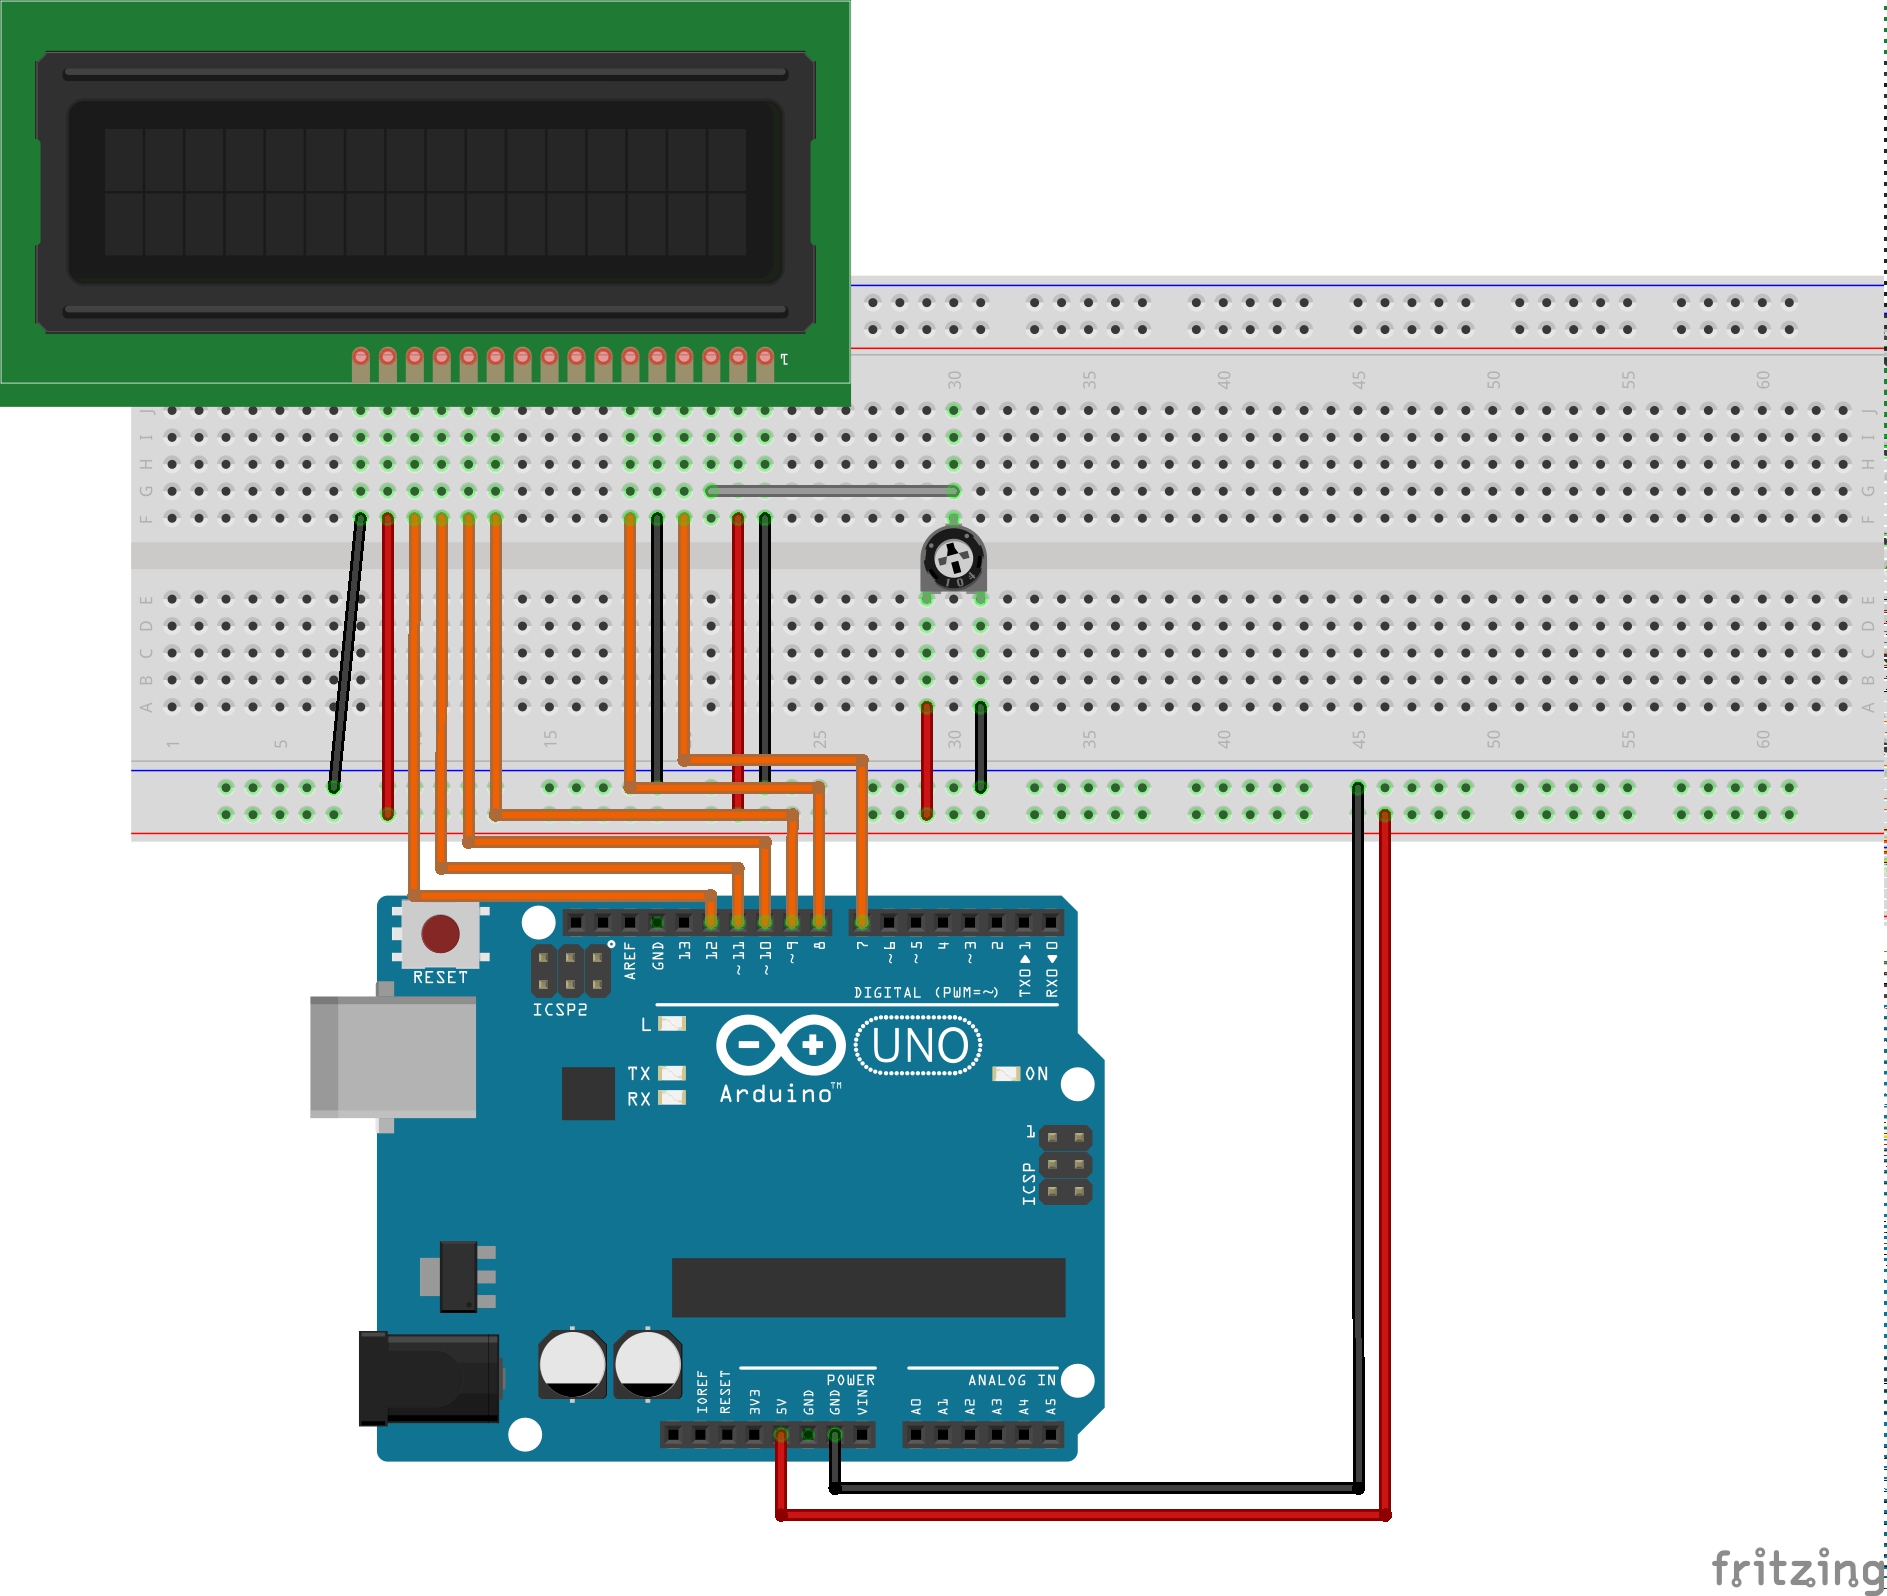 1
30 35 40 45 50 55 60
J J
I I
H H
G G
F F
104
E E
D D
C C
B B
A A
1 5 15 25 30 35 40 45 50 55 60
RESET
AREF GND 13 12 ~11 ~10 ~9 8 7 ~6 ~5 4 ~3 2 TX0▶1 RX0◀0
DIGITAL (PWM=~)
ICSP2
L
UNO
TX ON
RX
Arduino™
1
ICSP
POWER ANALOG IN
IOREF RESET 3V3 5V GND GND VIN A0 A1 A2 A3 A4 A5
fritzing